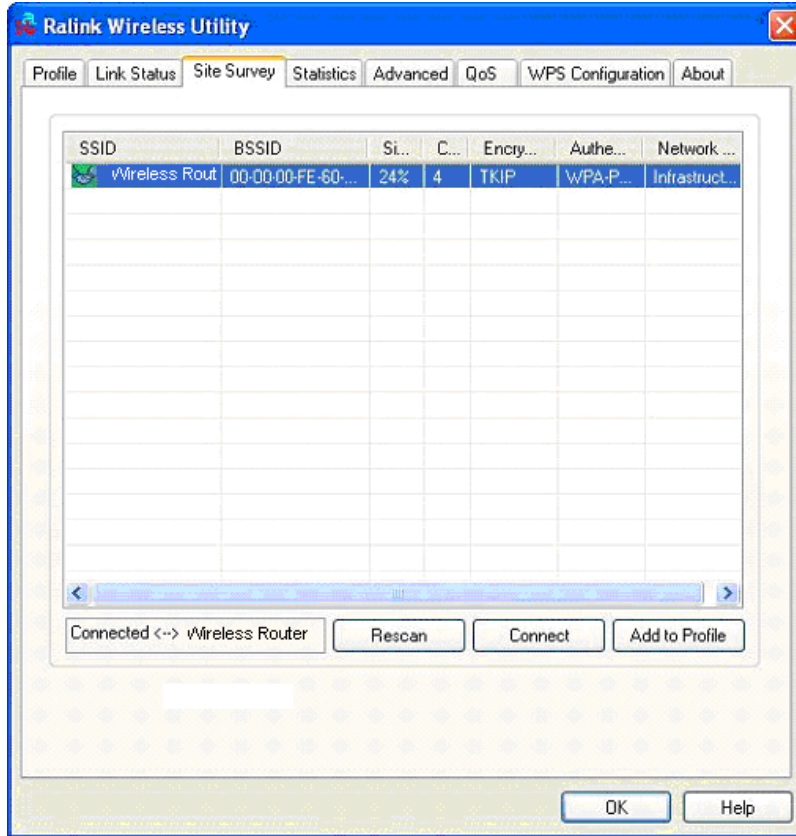 Ralink Wireless Utility
Profile Link Status Site Survey Statistics Advanced QoS WPS Configuration About
SSID BSSID Si... C... Encry... Authe... Network ...
Wireless Rout 00-00-00-FE-60-... 24% 4 TKIP WPA-P... Infrastruct...
Connected <--> Wireless Router Rescan Connect Add to Profile
OK Help